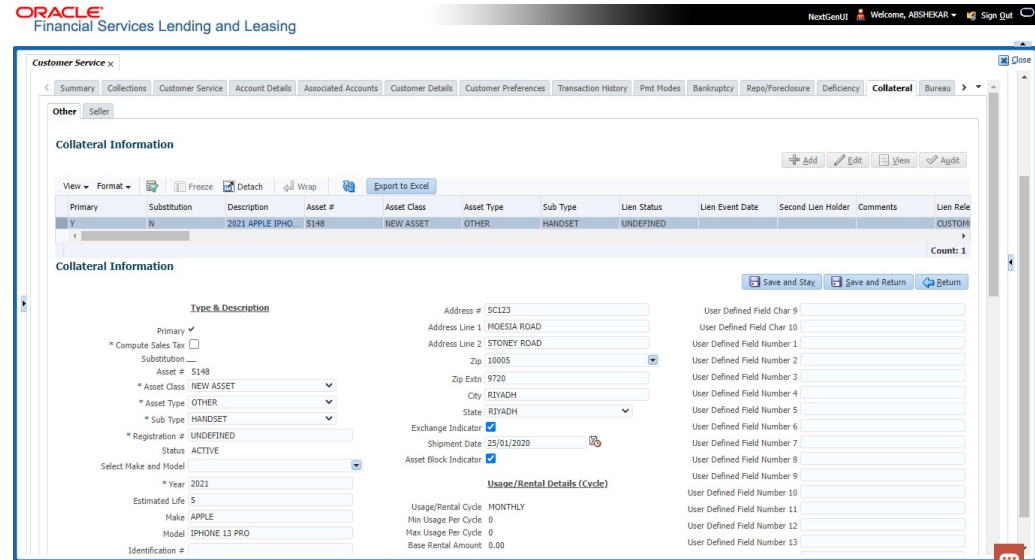 ORACLE'
Financial Services Lending and Leasing
NextGenUI Welcome, ABSHEKAR Sign Out
Close
Customer Service x
Summary Collections Customer Service Account Details Associated Accounts Customer Details Customer Preferences Transaction History Pmt Modes Bankruptcy Repo/Foreclosure Deficiency Collateral Bureau
Other Seller
Collateral Information
Add Edit View Audit
View Format Freeze Detach Wrap Export to Excel
Primary Substitution Description Asset # Asset Class Asset Type Sub Type Lien Status Lien Event Date Second Lien Holder Comments Lien Rele
Y N 2021 APPLE IPHO... 5148 NEW ASSET OTHER HANDSET UNDEFINED CUSTOM
Count: 1
Collateral Information
Save and Stay Save and Return Return
Type & Description
Primary
* Compute Sales Tax
Substitution
Asset # 5148
* Asset Class NEW ASSET
* Asset Type OTHER
* Sub Type HANDSET
* Registration # UNDEFINED
Status ACTIVE
Select Make and Model
* Year 2021
Estimated Life 5
Make APPLE
Model IPHONE 13 PRO
Identification #
Address # SC123
Address Line 1 MOESIA ROAD
Address Line 2 STONEY ROAD
Zip 10005
Zip Extn 9720
City RIYADH
State RIYADH
Exchange Indicator
Shipment Date 25/01/2020
Asset Block Indicator
Usage/Rental Details (Cycle)
Usage/Rental Cycle MONTHLY
Min Usage Per Cycle 0
Max Usage Per Cycle 0
Base Rental Amount 0.00
User Defined Field Char 9
User Defined Field Char 10
User Defined Field Number 1
User Defined Field Number 2
User Defined Field Number 3
User Defined Field Number 4
User Defined Field Number 5
User Defined Field Number 6
User Defined Field Number 7
User Defined Field Number 8
User Defined Field Number 9
User Defined Field Number 10
User Defined Field Number 11
User Defined Field Number 12
User Defined Field Number 13